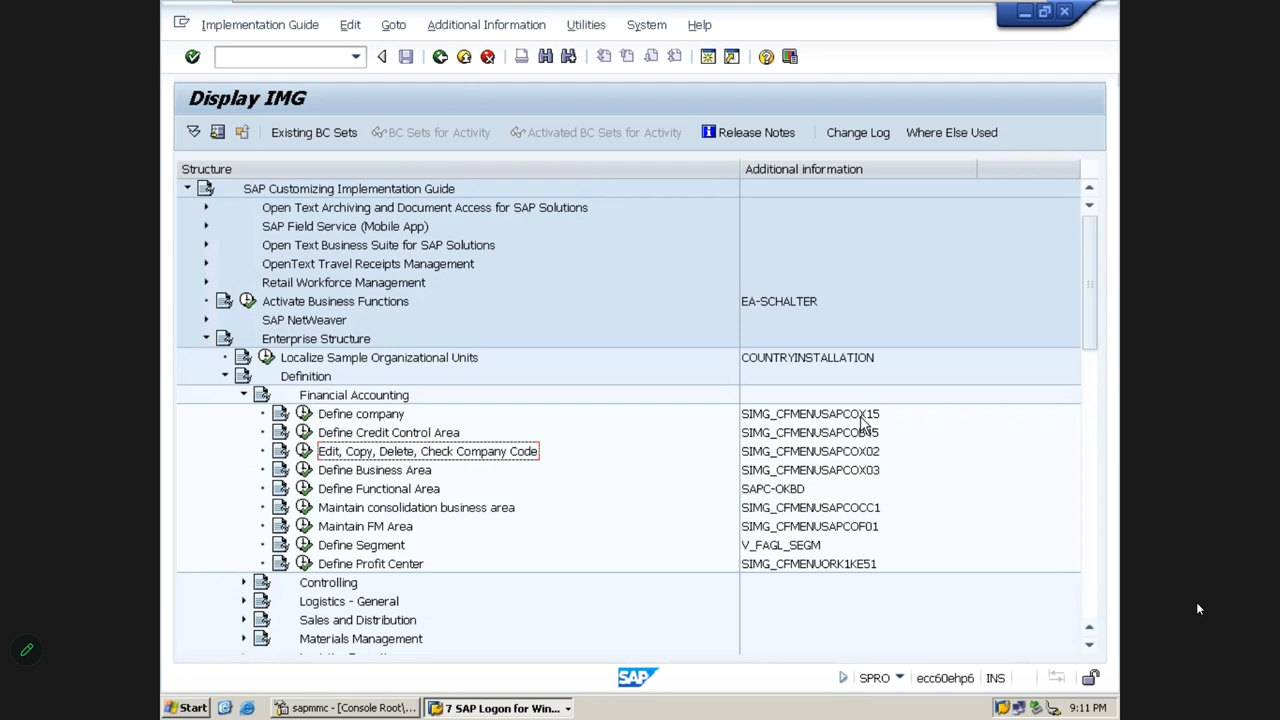 Implementation Guide Edit Goto Additional Information Utilities System Help
Display IMG
Existing BC Sets BC Sets for Activity Activated BC Sets for Activity Release Notes Change Log Where Else Used
Structure Additional information
SAP Customizing Implementation Guide
Open Text Archiving and Document Access for SAP Solutions
SAP Field Service (Mobile App)
Open Text Business Suite for SAP Solutions
OpenText Travel Receipts Management
Retail Workforce Management
Activate Business Functions EA-SCHALTER
SAP NetWeaver
Enterprise Structure
Localize Sample Organizational Units COUNTRYINSTALLATION
Definition
Financial Accounting
Define company SIMG_CFMENUSAPCOX15
Define Credit Control Area
Edit, Copy, Delete, Check Company Code SIMG_CFMENUSAPCOX02
Define Business Area SIMG_CFMENUSAPCOX03
Define Functional Area SAPC-OKBD
Maintain consolidation business area SIMG_CFMENUSAPCOCC1
Maintain FM Area SIMG_CFMENUSAPCOF01
Define Segment V_FAGL_SEGM
Define Profit Center SIMG_CFMENUORK1KE51
Controlling
Logistics - General
Sales and Distribution
Materials Management
SAP SPRO ecc60ehp6 INS
Start sapmmc - [Console Root\... 7 SAP Logon for Win... 9:11 PM